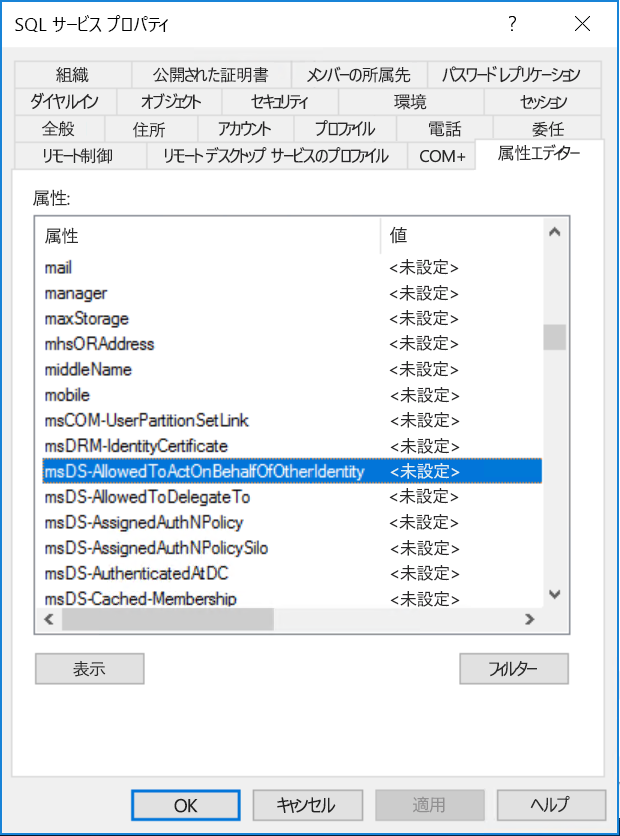 SQL サービス プロパティ ?
組織 公開された証明書 メンバーの所属先 パスワードレプリケーション
ダイヤルイン オブジェクト セキュリティ 環境 セッション
全般 住所 アカウント プロファイル 電話 委任
リモート制御 リモート デスクトップ サービスのプロファイル COM+ 属性エディター
属性:
属性 値
mail <未設定>
manager <未設定>
maxStorage <未設定>
mhsORAddress <未設定>
middleName <未設定>
mobile <未設定>
msCOM-UserPartitionSetLink <未設定>
msDRM-IdentityCertificate <未設定>
msDS-AllowedToActOnBehalfOfOtherIdentity <未設定>
msDS-AllowedToDelegateTo <未設定>
msDS-AssignedAuthNPolicy <未設定>
msDS-AssignedAuthNPolicySilo <未設定>
msDS-AuthenticatedAtDC <未設定>
msDS-Cached-Membership <未設定>
表示 フィルター
OK キャンセル 適用 ヘルプ